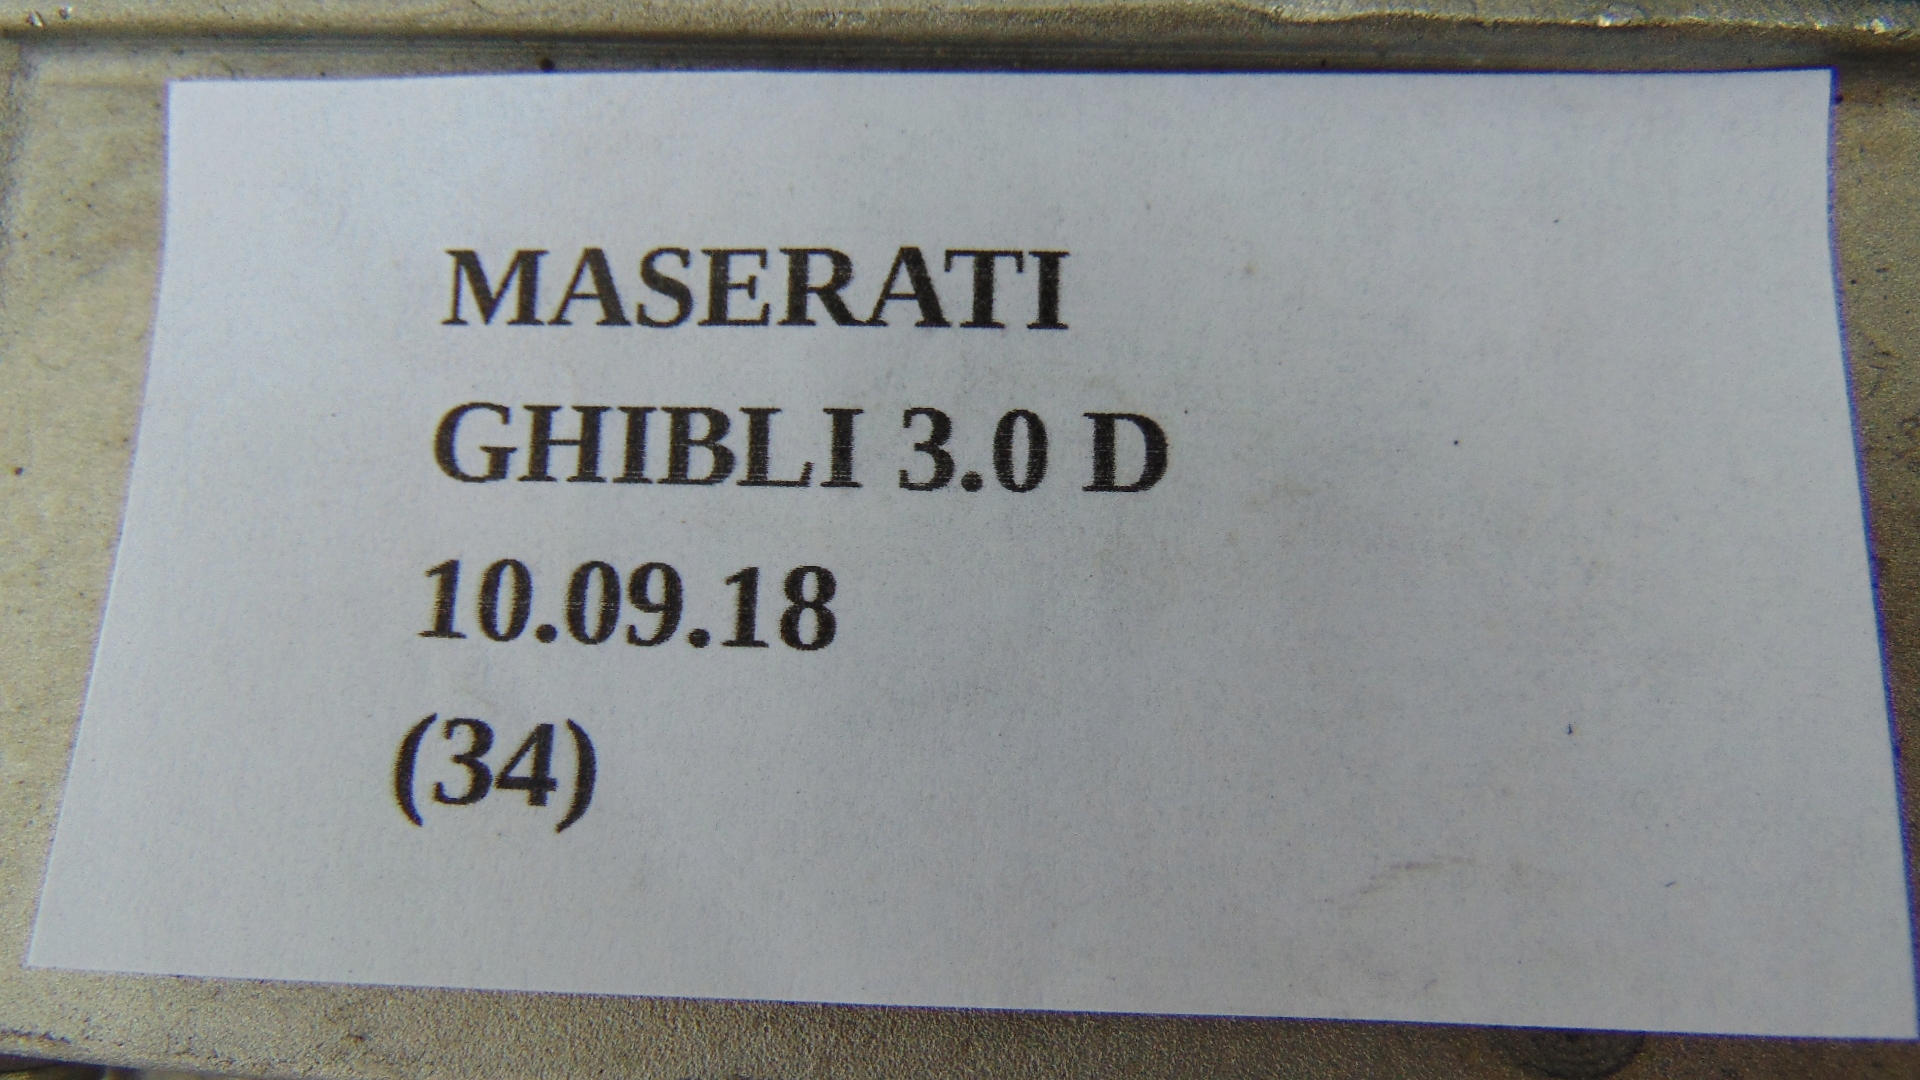 MASERATI
GHIBLI 3.0 D
10.09.18
(34)